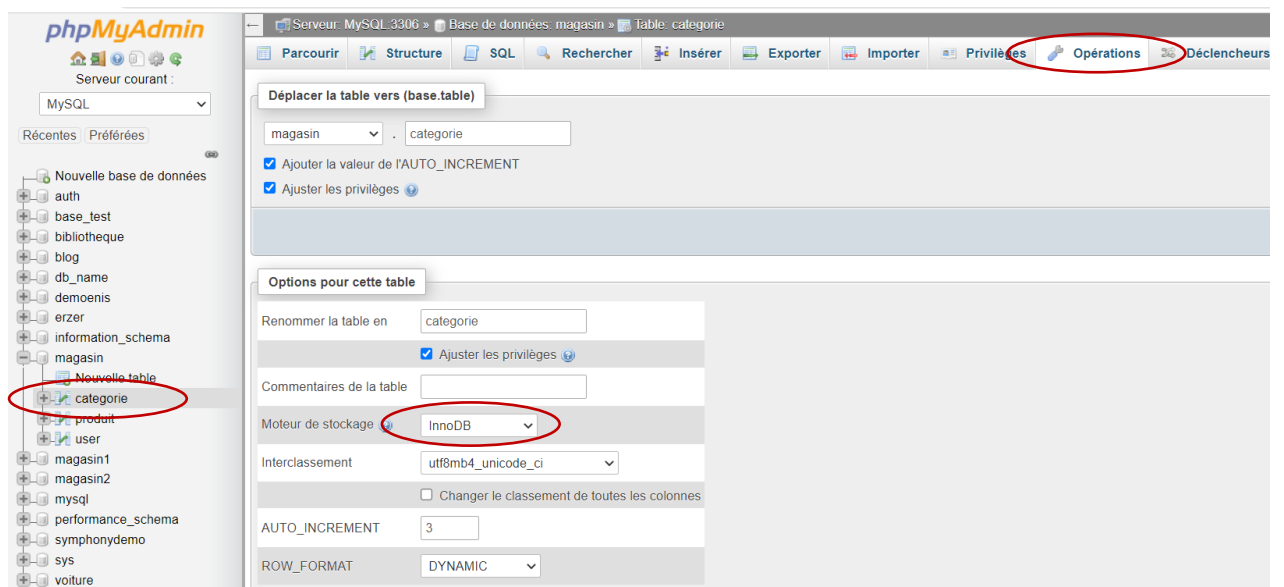 phpMyAdmin
Serveur courant :
MySQL
Récentes Préférées
Nouvelle base de données
auth
base_test
bibliotheque
blog
db_name
demoenis
erzer
information_schema
magasin
Nouvelle table
categorie
produit
user
magasin1
magasin2
mysql
performance_schema
symphonydemo
sys
voiture
Serveur: MySQL:3306 » Base de données: magasin » Table: categorie
Parcourir Structure SQL Rechercher Insérer Exporter Importer Privilèges Opérations Déclencheurs
Déplacer la table vers (base.table)
magasin . categorie
Ajouter la valeur de l'AUTO_INCREMENT
Ajuster les privilèges
Options pour cette table
Renommer la table en categorie
Ajuster les privilèges
Commentaires de la table
Moteur de stockage InnoDB
Interclassement utf8mb4_unicode_ci
Changer le classement de toutes les colonnes
AUTO_INCREMENT 3
ROW_FORMAT DYNAMIC